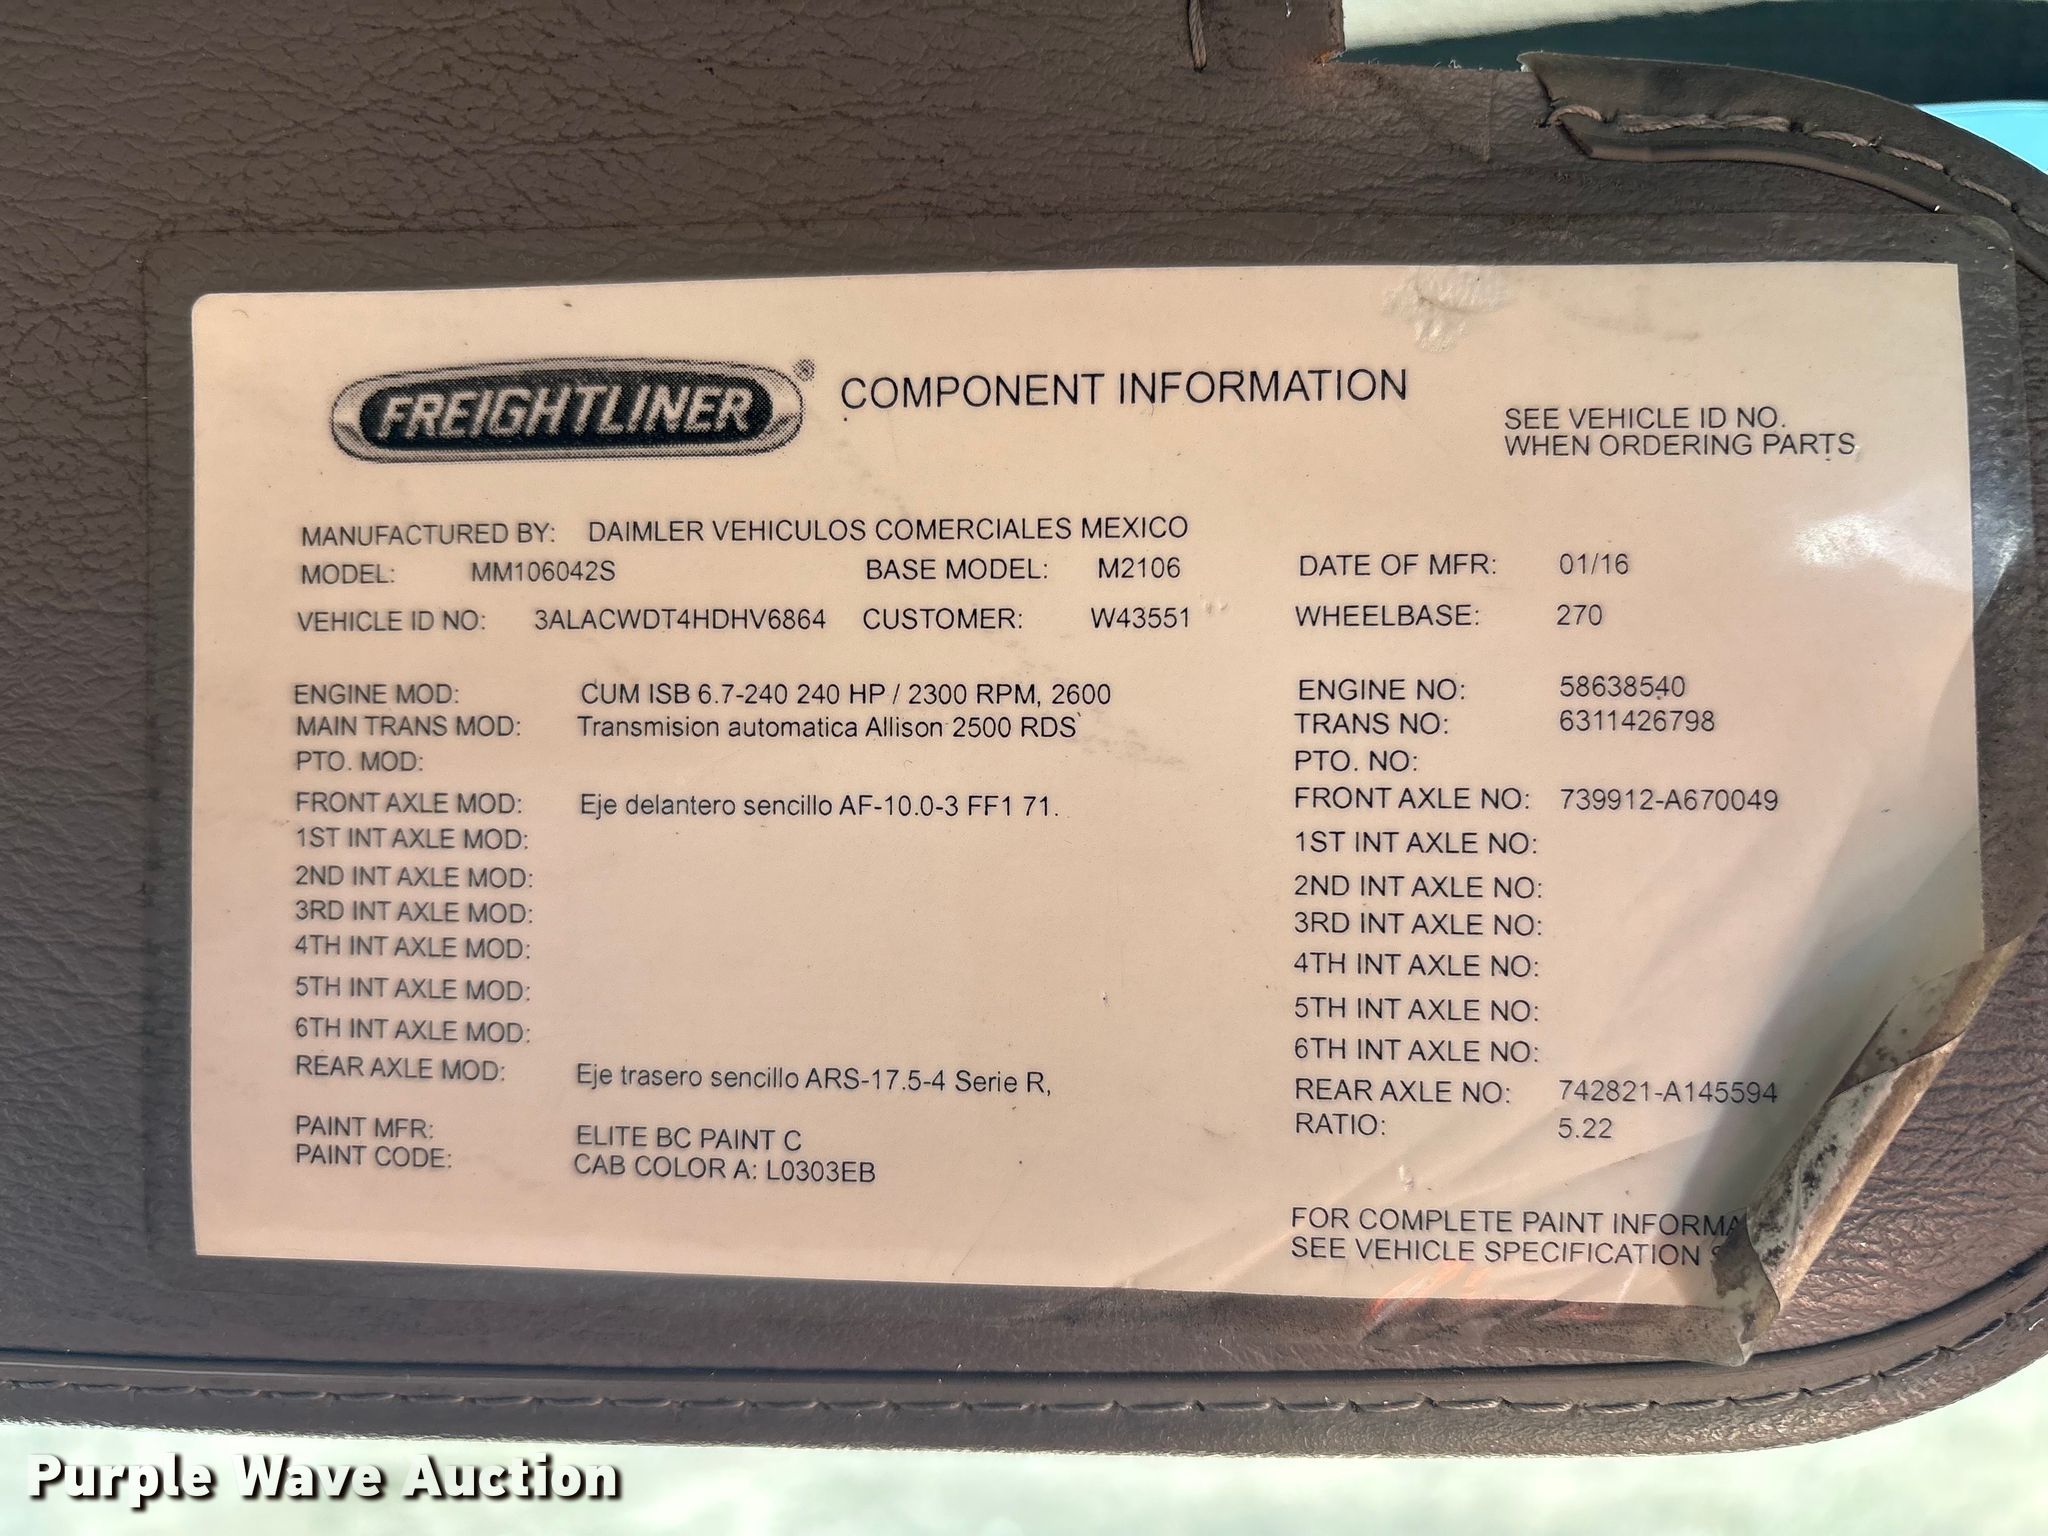 FREIGHTLINER® COMPONENT INFORMATION
SEE VEHICLE ID NO.
WHEN ORDERING PARTS
MANUFACTURED BY: DAIMLER VEHICULOS COMERCIALES MEXICO
MODEL: MM106042S BASE MODEL: M2106 DATE OF MFR: 01/16
VEHICLE ID NO: 3ALACWDT4HDHV6864 CUSTOMER: W43551 WHEELBASE: 270
ENGINE MOD: CUM ISB 6.7-240 240 HP / 2300 RPM, 2600 ENGINE NO: 58638540
MAIN TRANS MOD: Transmision automatica Allison 2500 RDS TRANS NO: 6311426798
PTO. MOD: PTO. NO:
FRONT AXLE MOD: Eje delantero sencillo AF-10.0-3 FF1 71. FRONT AXLE NO: 739912-A670049
1ST INT AXLE MOD: 1ST INT AXLE NO:
2ND INT AXLE MOD: 2ND INT AXLE NO:
3RD INT AXLE MOD: 3RD INT AXLE NO:
4TH INT AXLE MOD: 4TH INT AXLE NO:
5TH INT AXLE MOD: 5TH INT AXLE NO:
6TH INT AXLE MOD: 6TH INT AXLE NO:
REAR AXLE MOD: Eje trasero sencillo ARS-17.5-4 Serie R, REAR AXLE NO: 742821-A145594
RATIO: 5.22
PAINT MFR: ELITE BC PAINT C
PAINT CODE: CAB COLOR A: L0303EB
FOR COMPLETE PAINT INFORMA
SEE VEHICLE SPECIFICATION
Purple Wave Auction